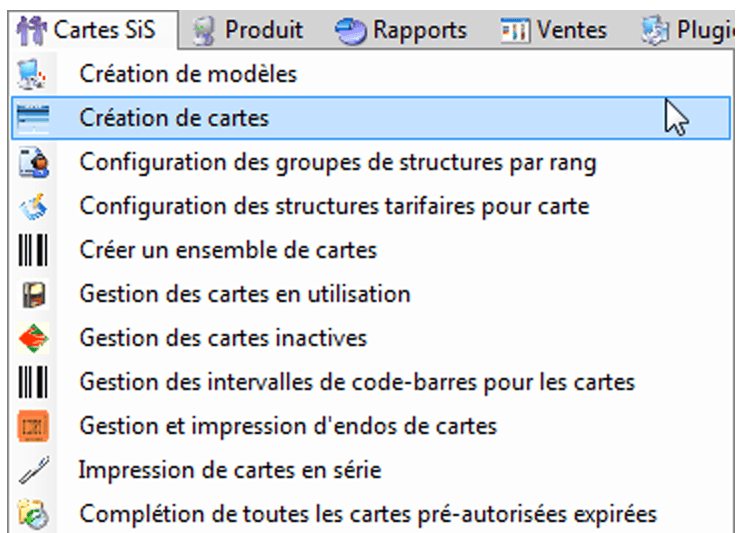 Cartes SiS Produit Rapports Ventes Plugi
Création de modèles
Création de cartes
Configuration des groupes de structures par rang
Configuration des structures tarifaires pour carte
Créer un ensemble de cartes
Gestion des cartes en utilisation
Gestion des cartes inactives
Gestion des intervalles de code-barres pour les cartes
Gestion et impression d'endos de cartes
Impression de cartes en série
Complétion de toutes les cartes pré-autorisées expirées